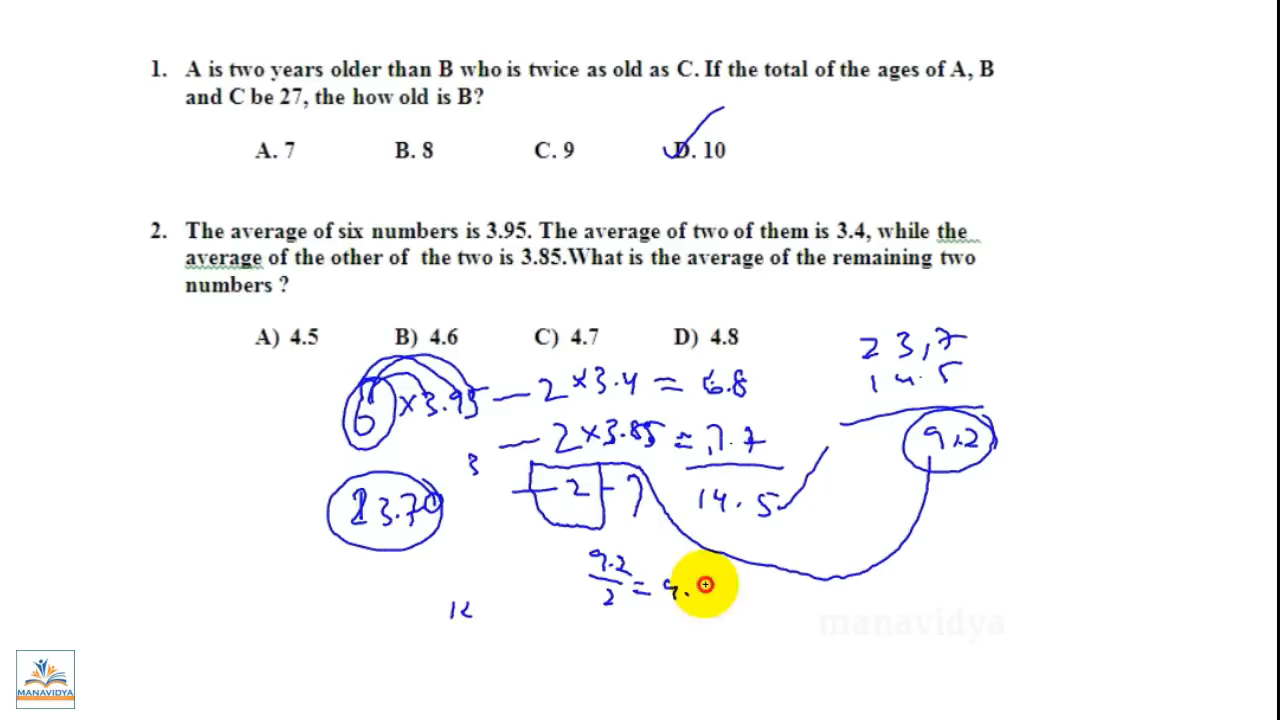 1. A is two years older than B who is twice as old as C. If the total of the ages of A, B
and C be 27, the how old is B?
A. 7 B. 8 C. 9 D. 10
2. The average of six numbers is 3.95. The average of two of them is 3.4, while the
average of the other of the two is 3.85.What is the average of the remaining two
numbers ?
A) 4.5 B) 4.6 C) 4.7 D) 4.8
23.7
14.5
9.2
6 × 3.95 — 2 × 3.4 = 6.8
— 2 × 3.85 = 7.7
3
— 2 — ?
14.5
23.70
9.2
2
= 4.
manavidya
MANAVIDYA